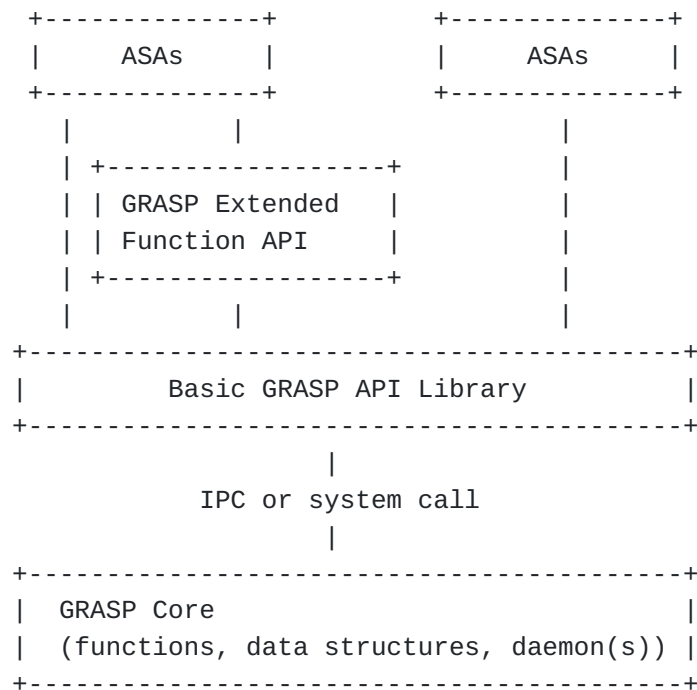 ASAs ASAs
GRASP Extended
Function API
Basic GRASP API Library
IPC or system call
GRASP Core
(functions, data structures, daemon(s))